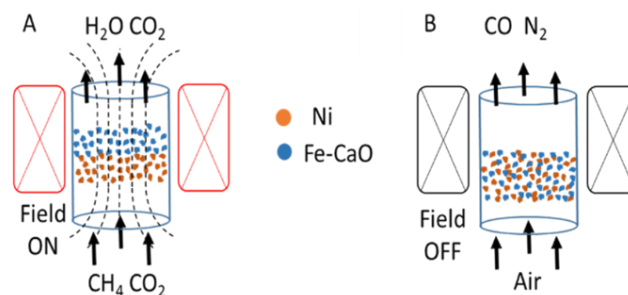 A
H₂O CO₂
Field
ON
CH₄ CO₂
Ni
Fe-CaO
B
CO N₂
Field
OFF
Air